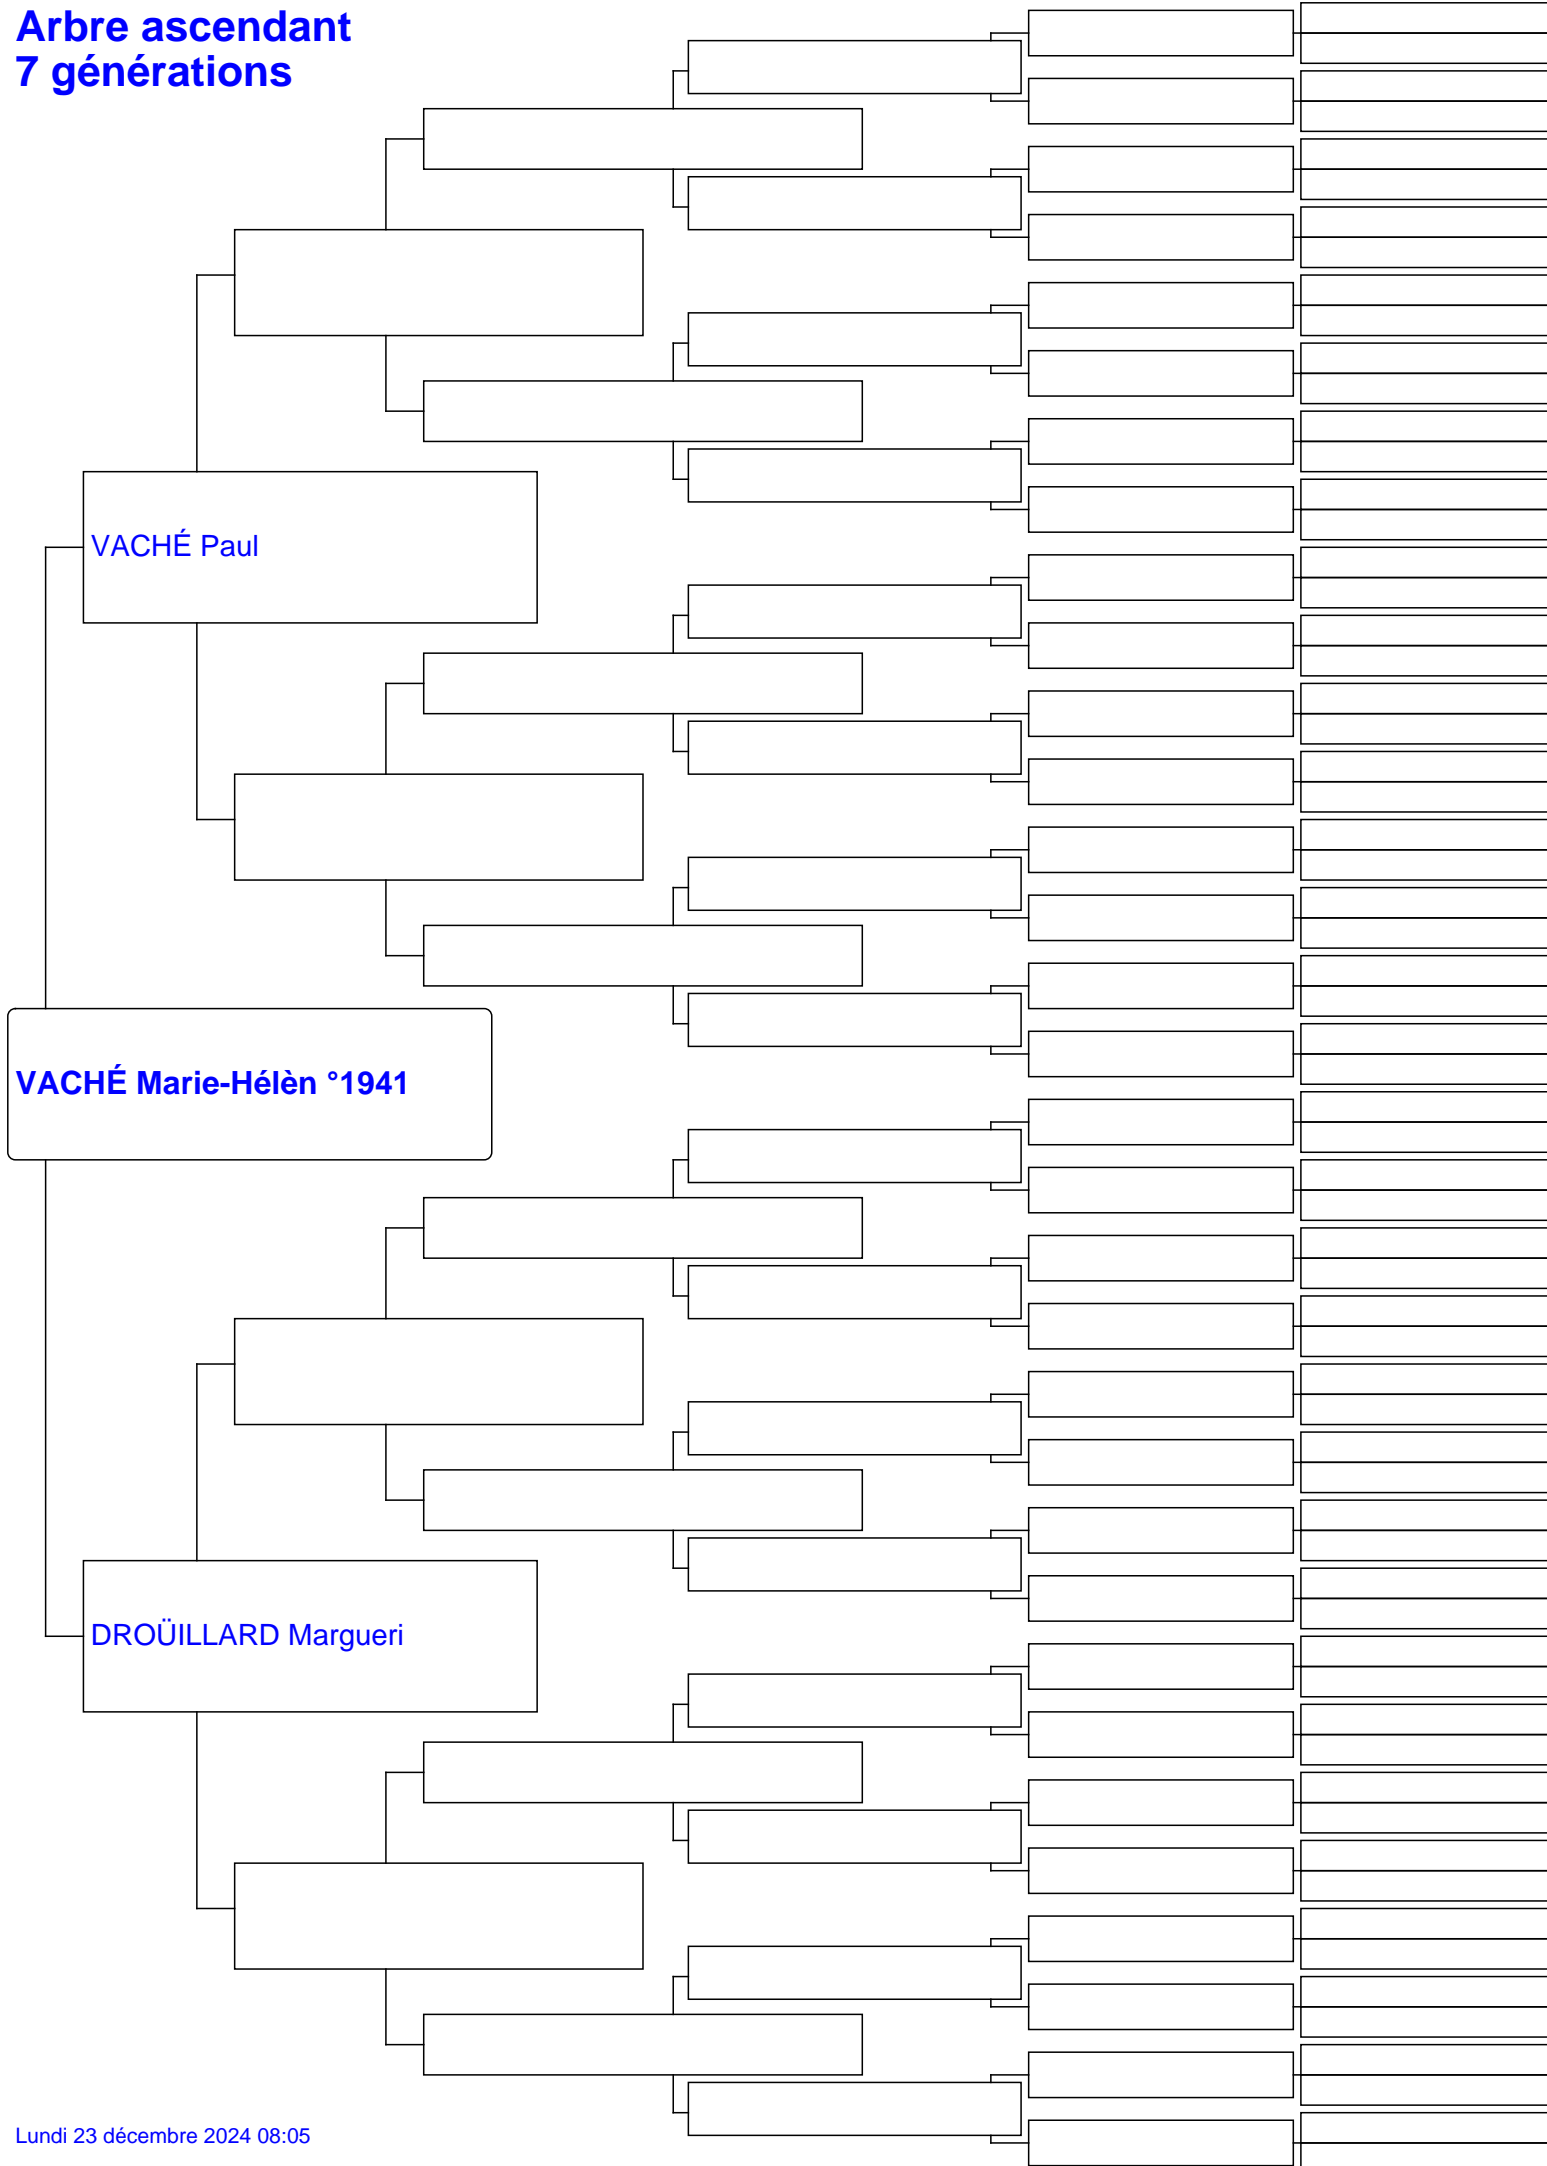 Arbre ascendant
7 générations
VACHÉ Paul
VACHÉ Marie-Hélèn °1941
DROÜILLARD Margueri
Lundi 23 décembre 2024 08:05